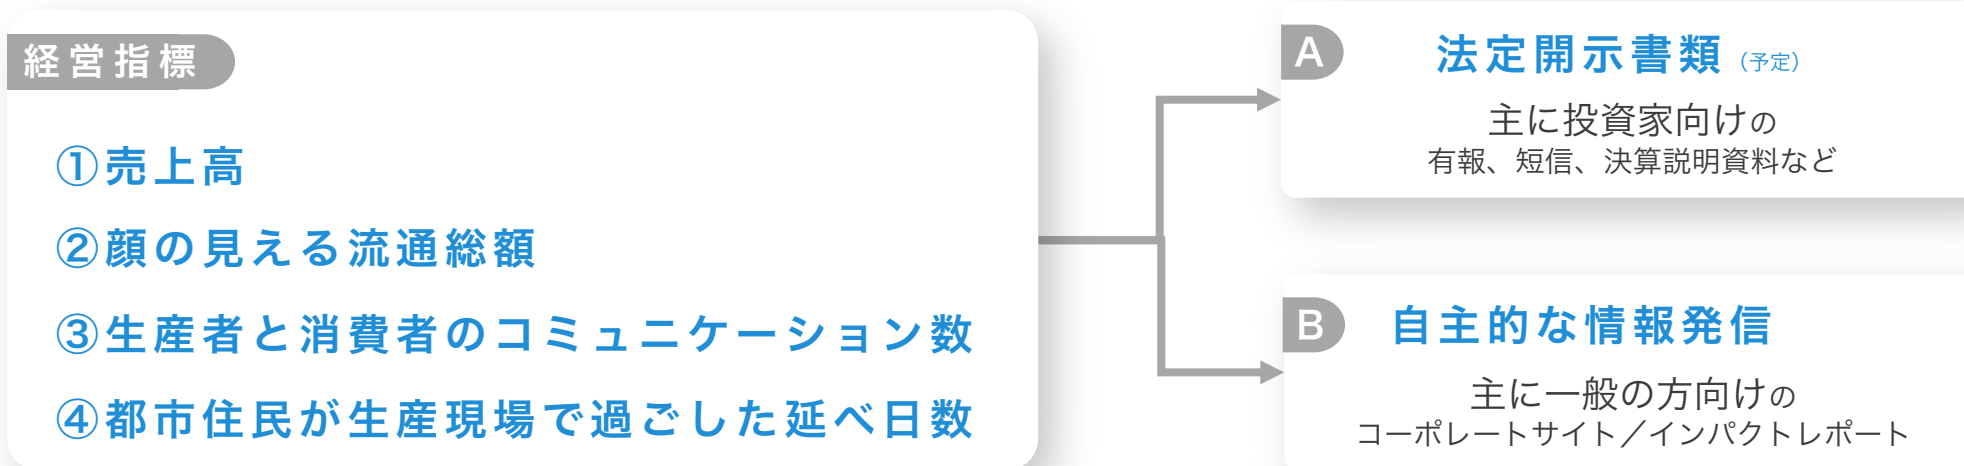 経営指標
①売上高
②顔の見える流通総額
③生産者と消費者のコミュニケーション数
④都市住民が生産現場で過ごした延べ日数
A
法定開示書類（予定）
主に投資家向けの
有報、短信、決算説明資料など
B
自主的な情報発信
主に一般の方向けの
コーポレートサイト／インパクトレポート